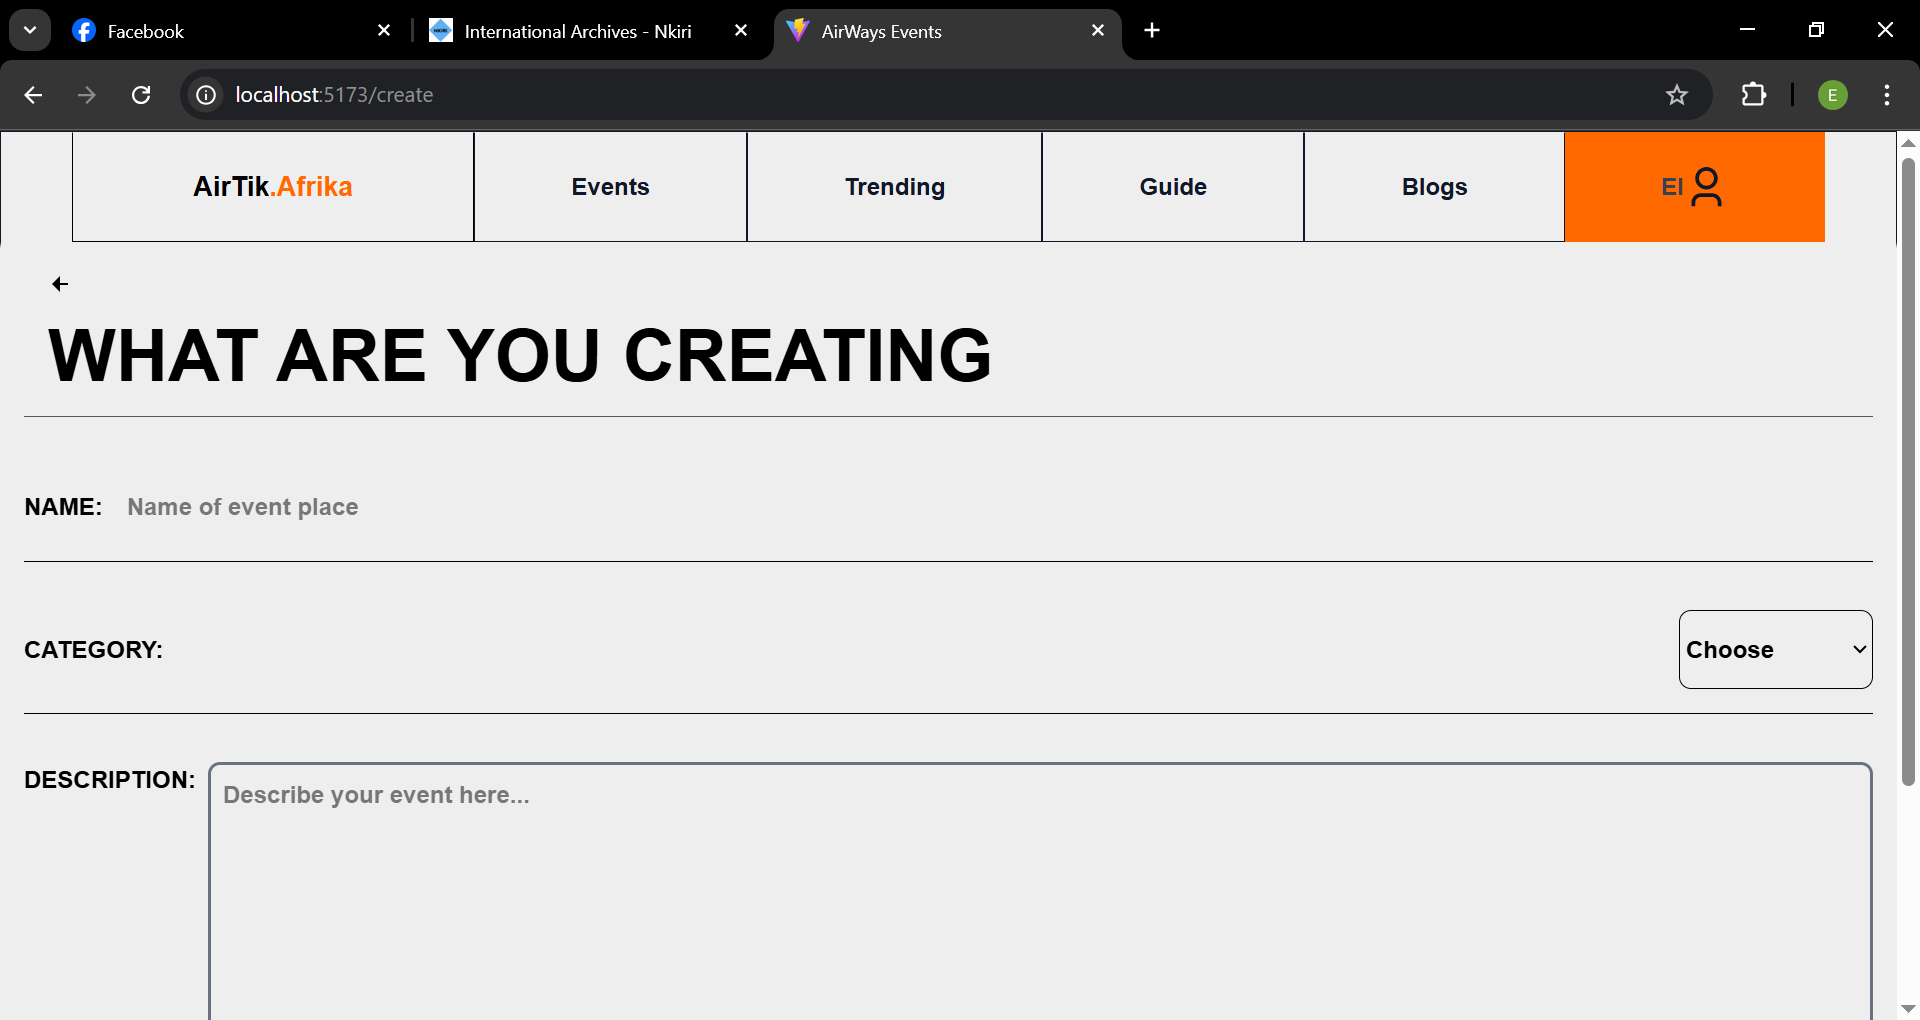 Facebook
International Archives - Nkiri
AirWays Events
localhost:5173/create
E
AirTik.Afrika
Events
Trending
Guide
Blogs
El
WHAT ARE YOU CREATING
NAME: Name of event place
CATEGORY: Choose
DESCRIPTION: Describe your event here...